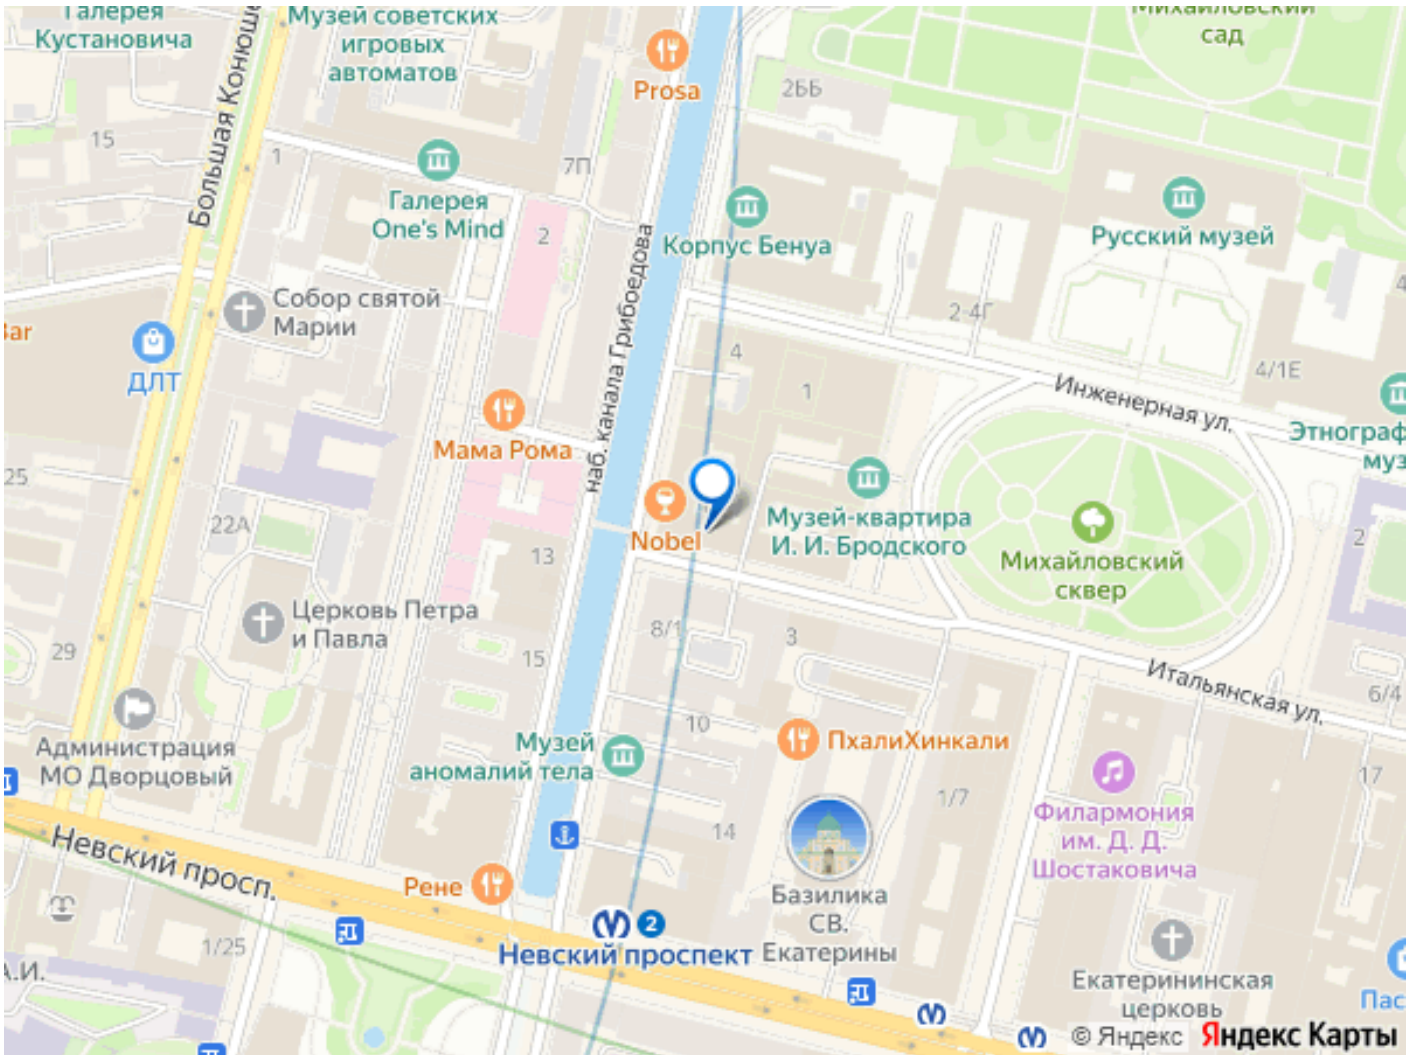 Галерея
Кустановича
Музей советских
игровых
автоматов
Prosa
2ББ
Михайловский
сад
15
1
Большая Конюше
7П
Галерея
One's Mind
2
Корпус Бенуа
Русский музей
наб. канала Грибоедова
Собор святой
Марии
Bar
ДЛТ
2-4Г
4
4
1
4/1Е
Инженерная ул.
Этнограф
муз
Мама Рома
25
22А
Nobel
Музей-квартира
И. И. Бродского
Михайловский
сквер
2
13
Церковь Петра
и Павла
8/1
3
29
15
Итальянская ул.
6/4
Администрация
МО Дворцовый
10
Музей
аномалий тела
ПхалиХинкали
17
1/7
14
Филармония
им. Д. Д.
Шостаковича
Невский просп.
Рене
Базилика
СВ.
Екатерины
2
Невский проспект
1/25
А.И.
Екатерининская
церковь
Пас
© Яндекс Яндекс Карты